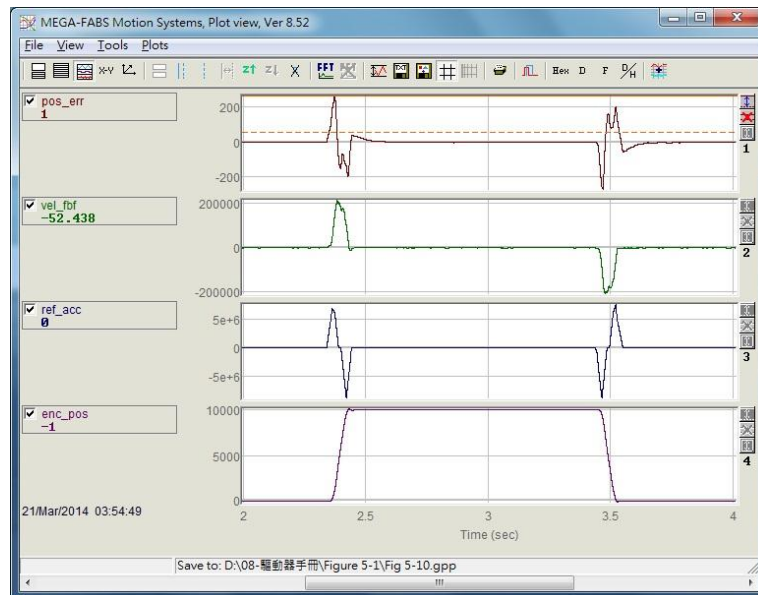 MEGA-FABS Motion Systems, Plot view, Ver 8.52
File View Tools Plots
X-Y FFT TXT Hex D F D/H
pos_err
1
200
0
-200
1
vel_fbf
-52.438
200000
0
-200000
2
ref_acc
0
5e+6
0
-5e+6
3
enc_pos
-1
10000
5000
0
4
21/Mar/2014 03:54:49
2 2.5 3 3.5 4
Time (sec)
Save to: D:\08-驅動器手冊\Figure 5-1\Fig 5-10.gpp